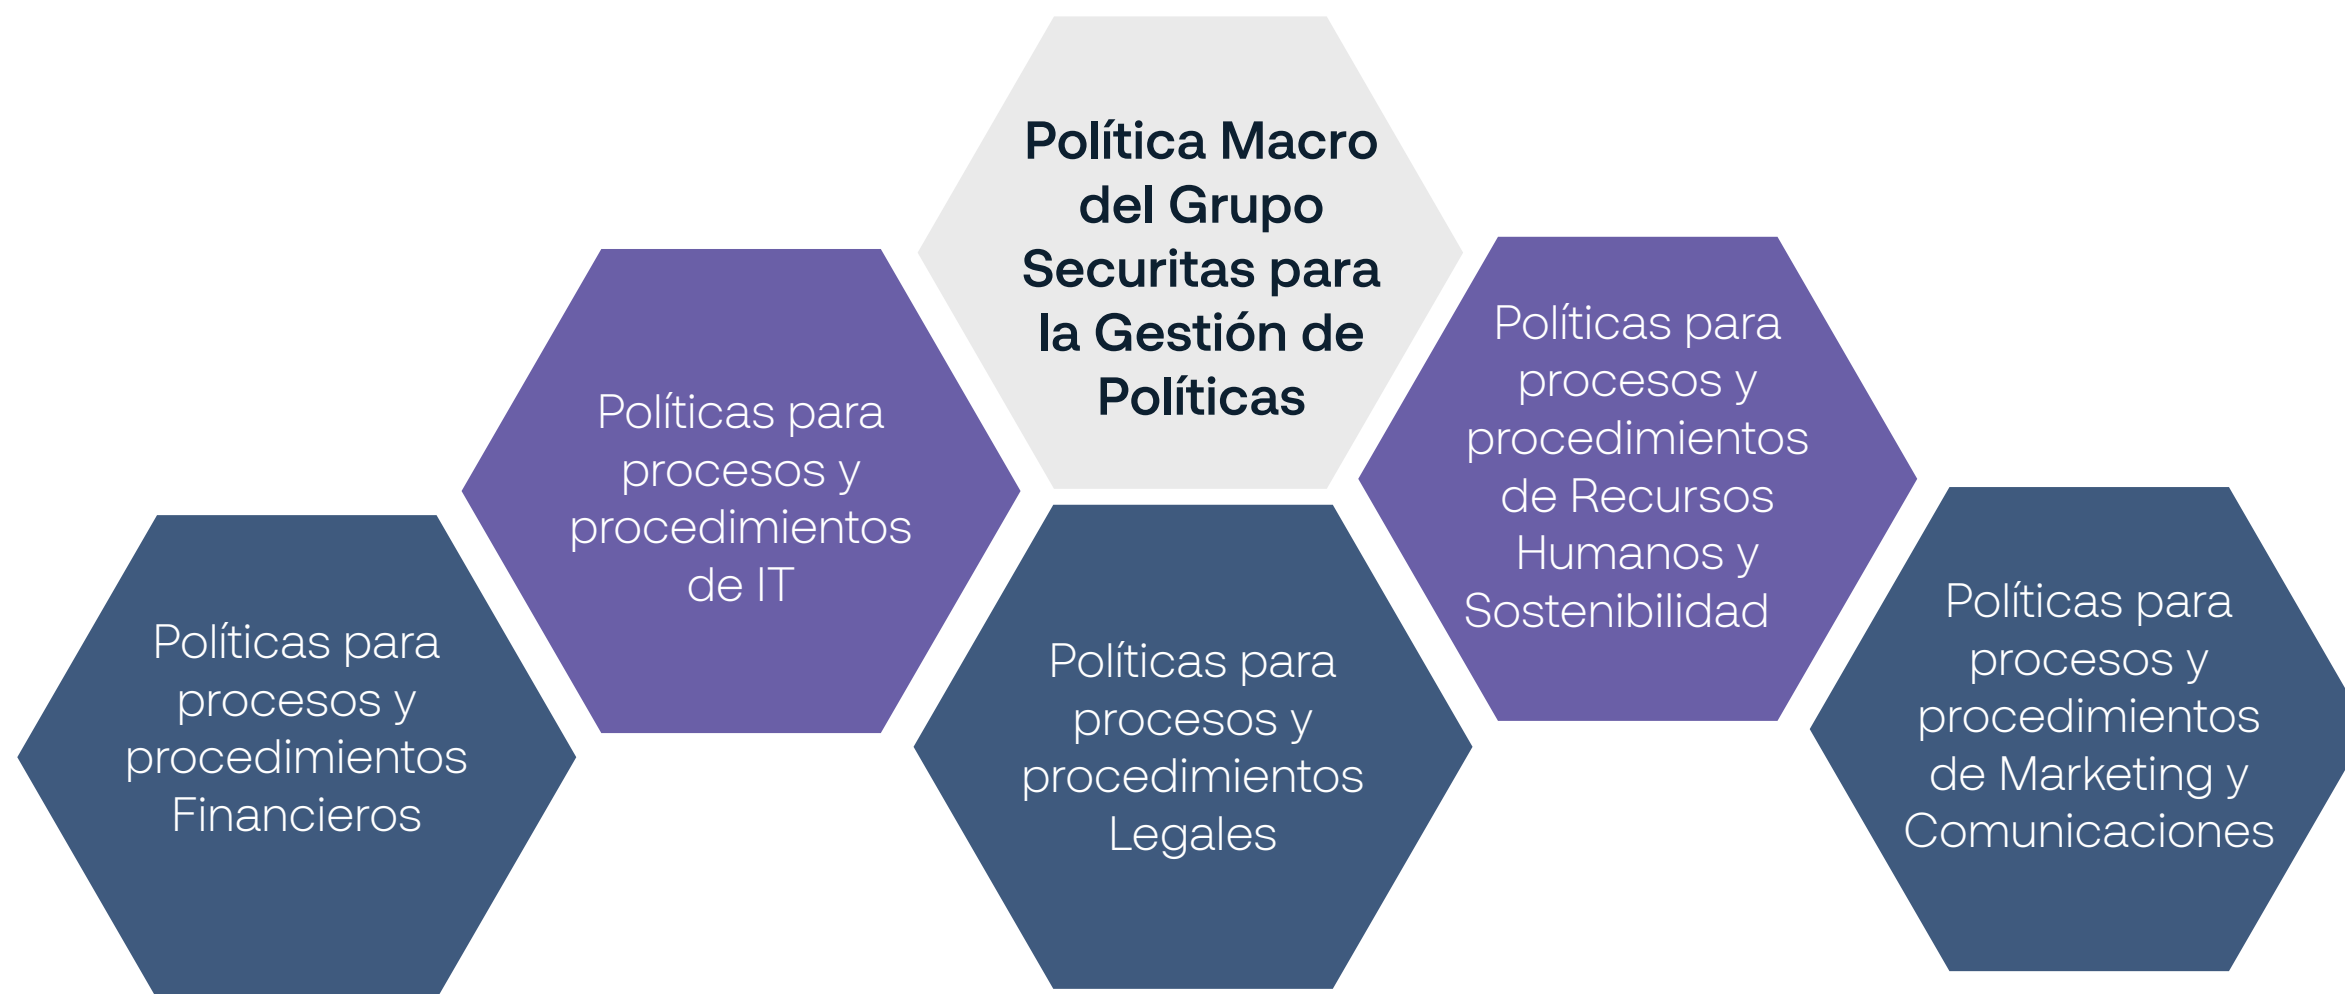 Política Macro
del Grupo
Securitas para
la Gestión de
Políticas
Políticas para
procesos y
procedimientos
Financieros
Políticas para
procesos y
procedimientos
de IT
Políticas para
procesos y
procedimientos
Legales
Políticas para
procesos y
procedimientos
de Recursos
Humanos y
Sostenibilidad
Políticas para
procesos y
procedimientos
de Marketing y
Comunicaciones